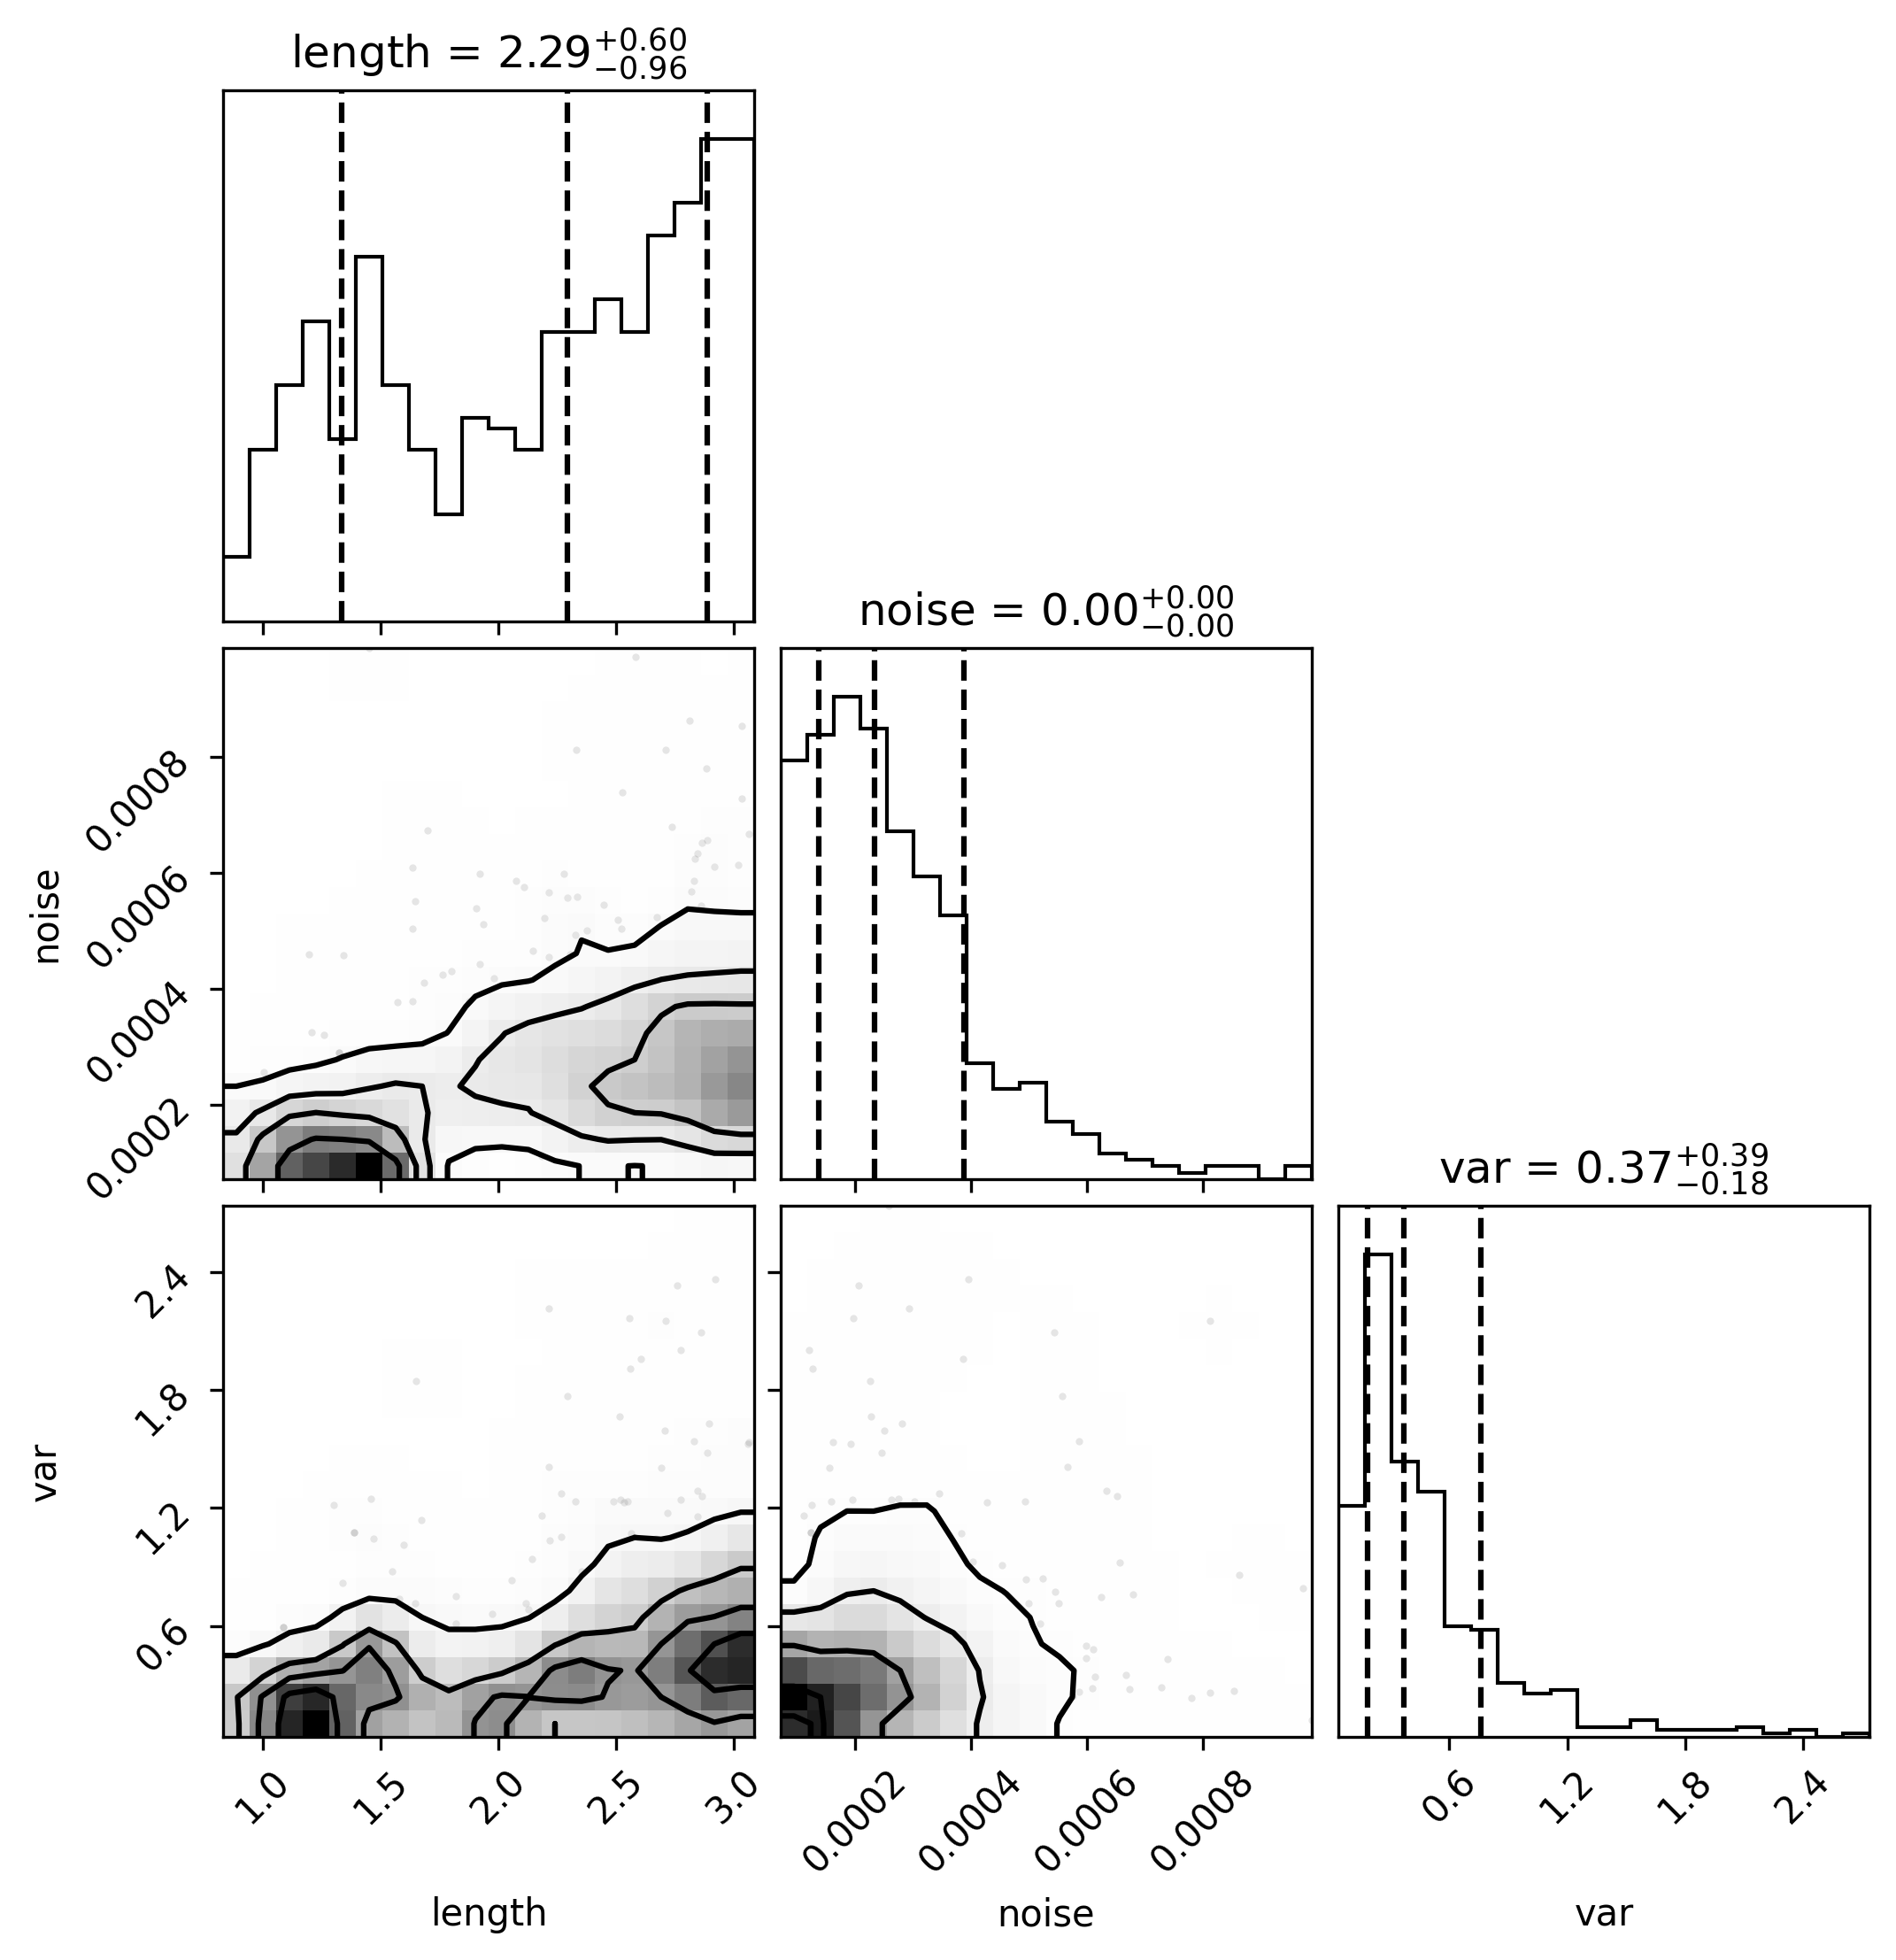 length = 2.29+0.60 −0.96
noise = 0.00+0.00 −0.00
noise
0.0008
0.0006
0.0004
0.0002
var = 0.37+0.39 −0.18
var
2.4
1.8
1.2
0.6
1.0 1.5 2.0 2.5 3.0 0.0002 0.0004 0.0006 0.0008 0.6 1.2 1.8 2.4
length noise var